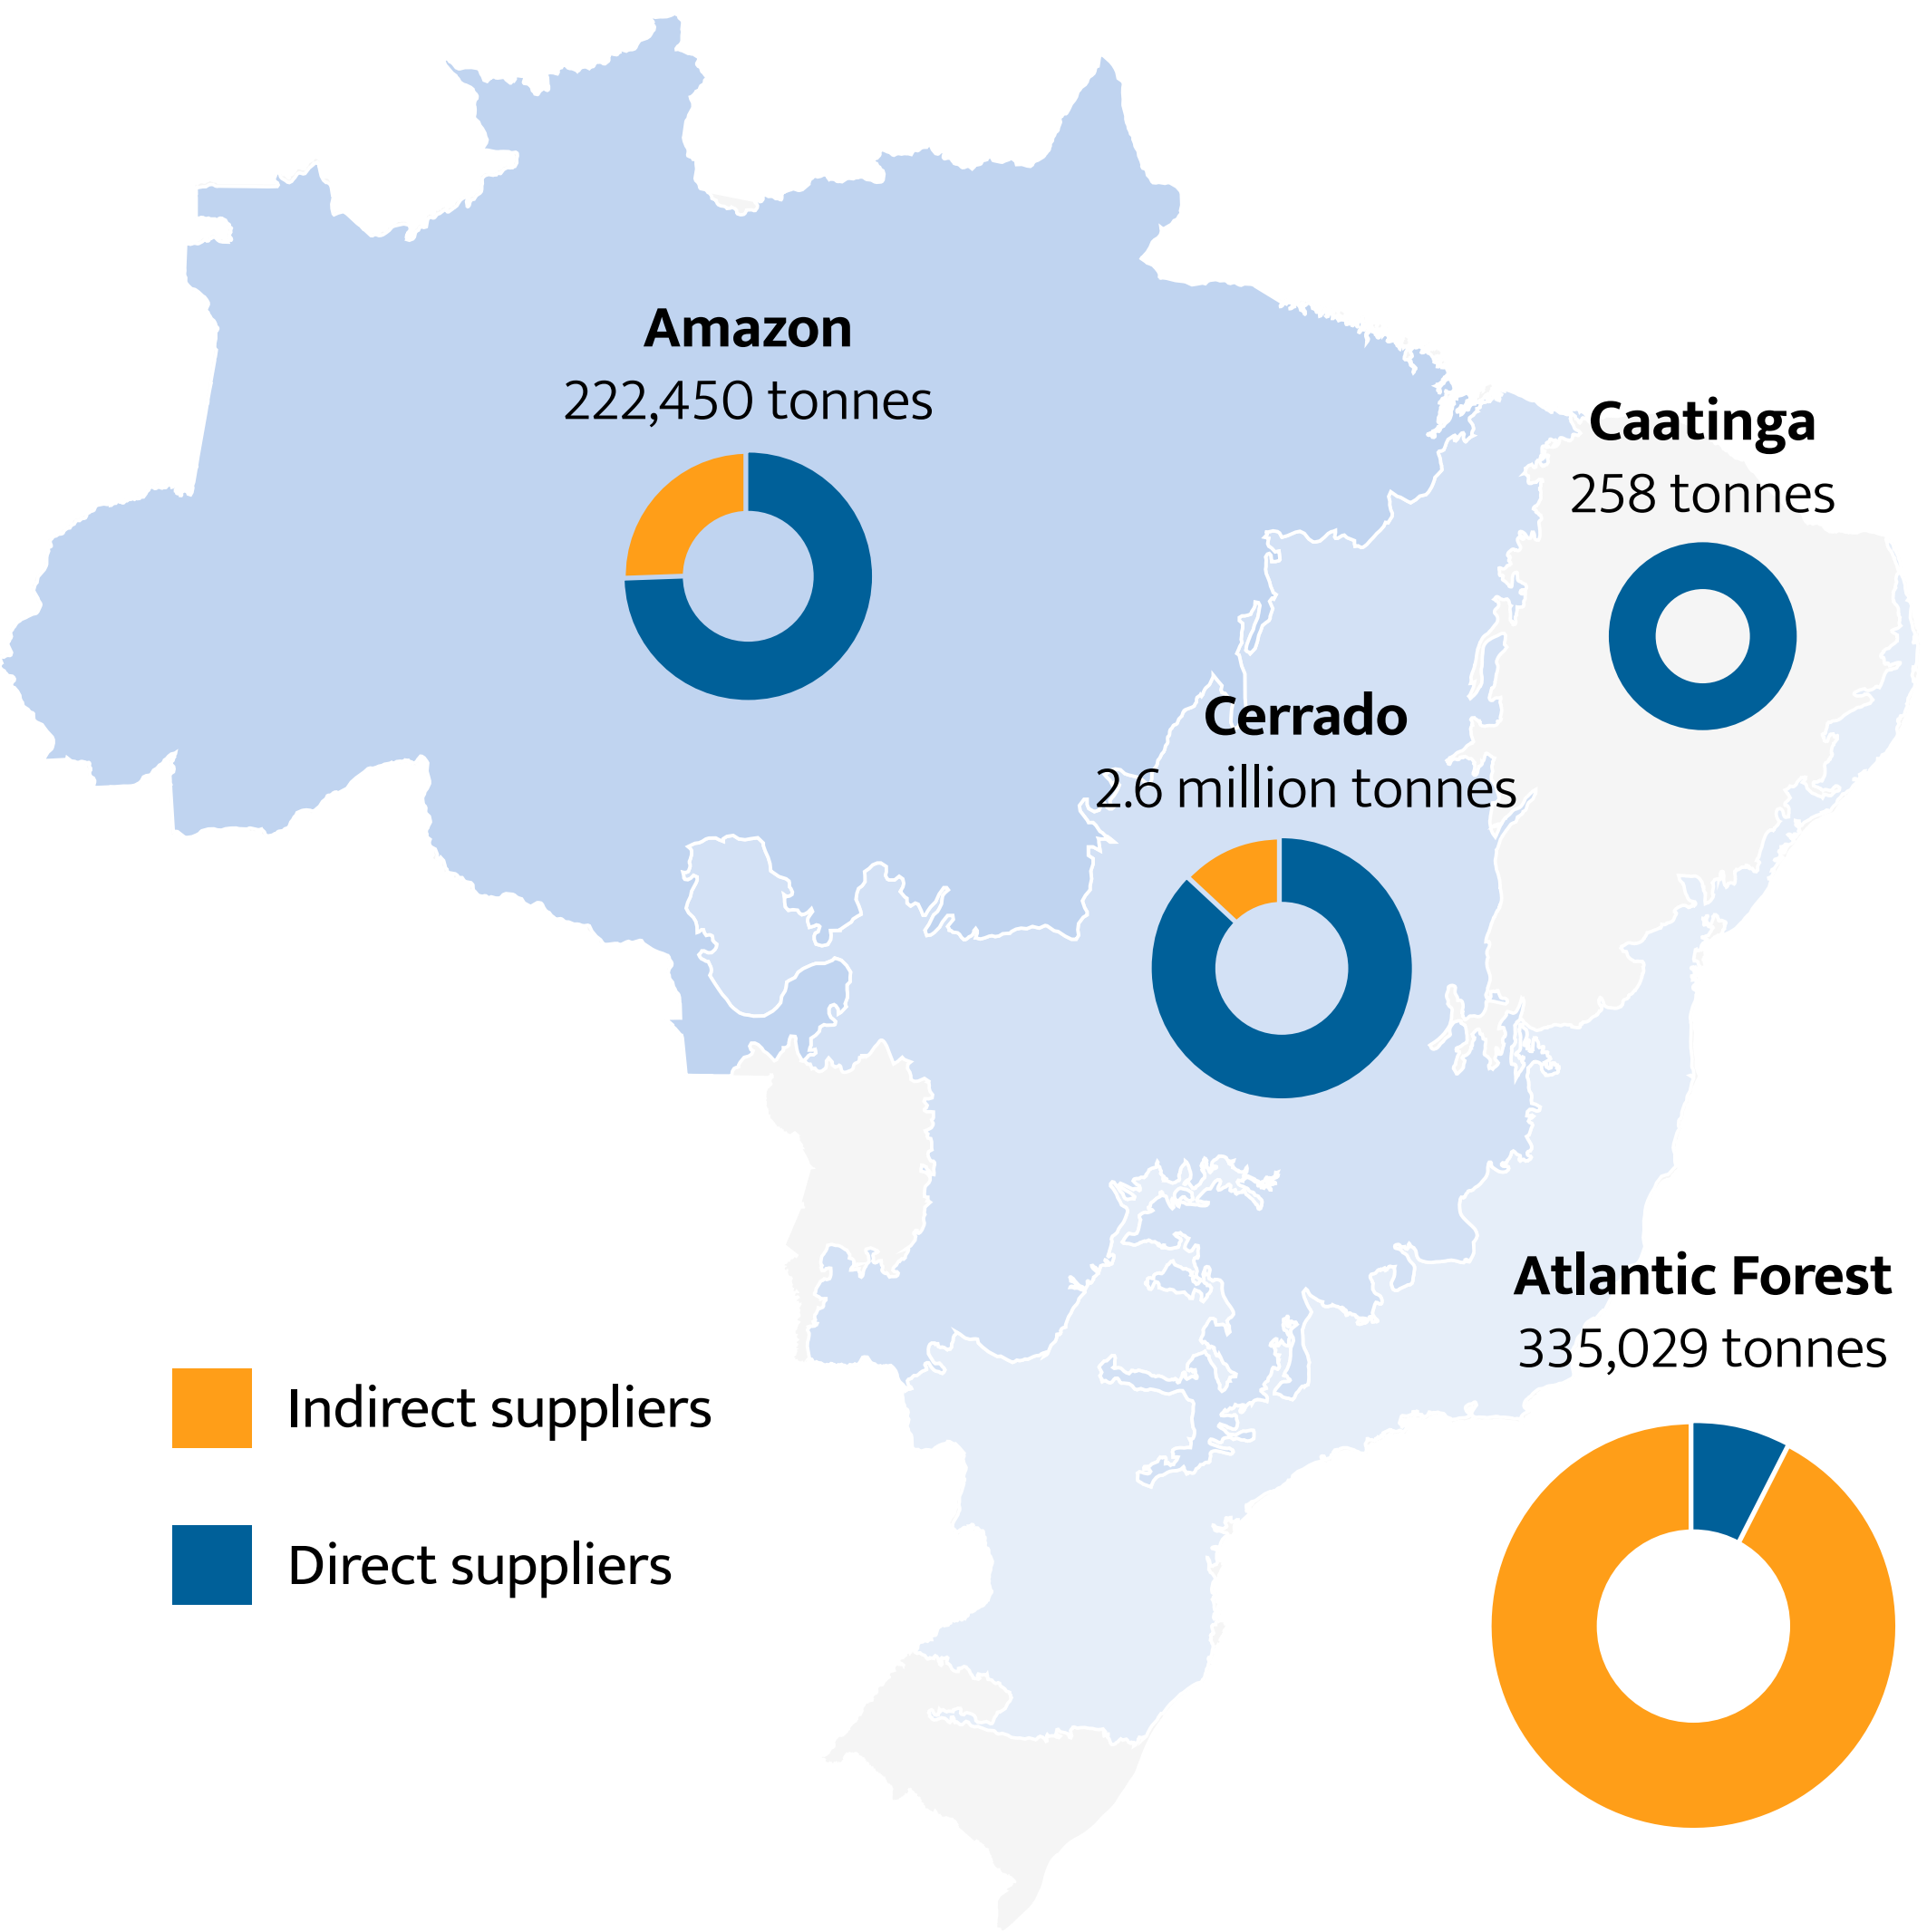 Amazon
222,450 tonnes
Caatinga
258 tonnes
Cerrado
2.6 million tonnes
Atlantic Forest
335,029 tonnes
Indirect suppliers
Direct suppliers